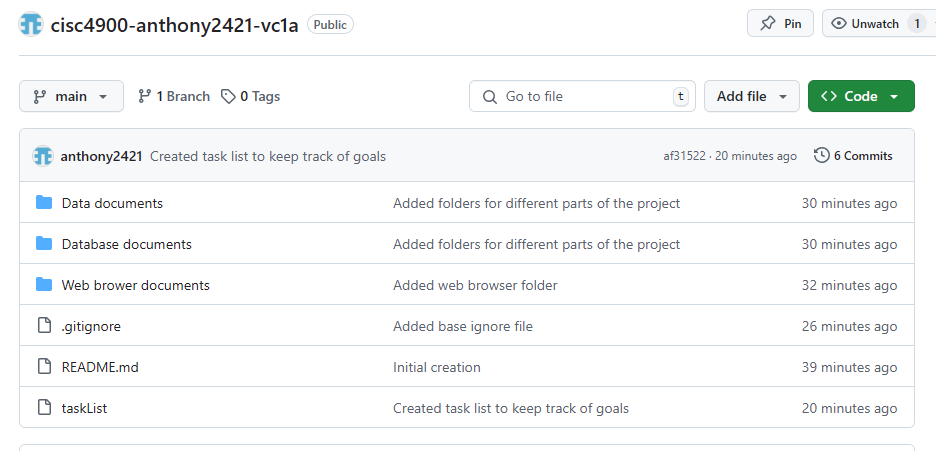 cisc4900-anthony2421-vc1a Public Pin Unwatch 1
main 1 Branch 0 Tags Go to file t Add file Code
anthony2421 Created task list to keep track of goals af31522 · 20 minutes ago 6 Commits
Data documents Added folders for different parts of the project 30 minutes ago
Database documents Added folders for different parts of the project 30 minutes ago
Web brower documents Added web browser folder 32 minutes ago
.gitignore Added base ignore file 26 minutes ago
README.md Initial creation 39 minutes ago
taskList Created task list to keep track of goals 20 minutes ago